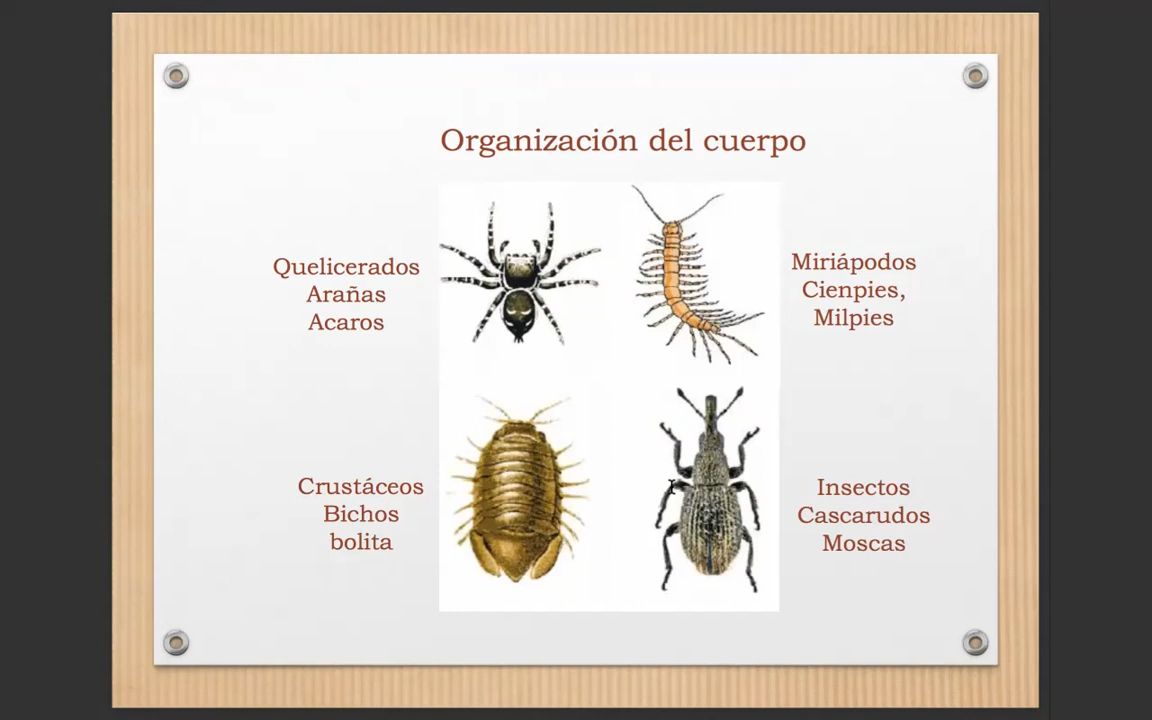 Organización del cuerpo
Quelicerados
Arañas
Acaros
Miriápodos
Cienpies,
Milpies
Crustáceos
Bichos
bolita
Insectos
Cascarudos
Moscas